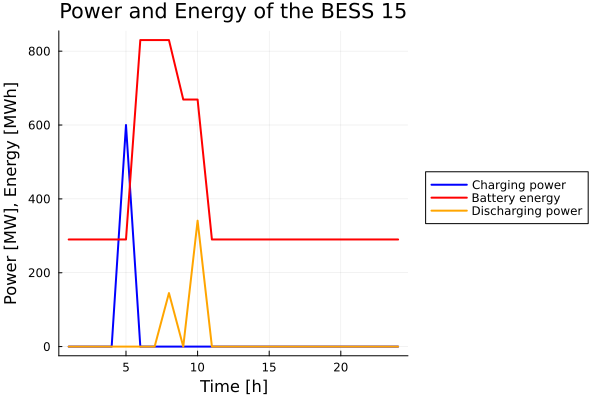 Power and Energy of the BESS 15
Power [MW], Energy [MWh]
800
600
400
200
0
5
10
15
20
Time [h]
Charging power
Battery energy
Discharging power